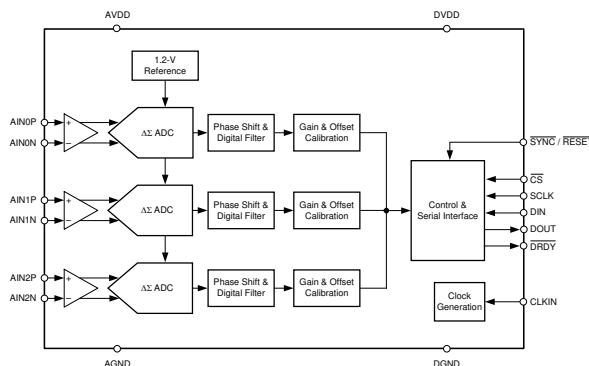 AVDD
DVDD
1.2-V
Reference
AIN0P
AIN0N
+
−
ΔΣ ADC
Phase Shift &
Digital Filter
Gain & Offset
Calibration
SYNC / RESET
AIN1P
AIN1N
+
−
ΔΣ ADC
Phase Shift &
Digital Filter
Gain & Offset
Calibration
Control &
Serial Interface
CS
SCLK
DIN
DOUT
DRDY
AIN2P
AIN2N
+
−
ΔΣ ADC
Phase Shift &
Digital Filter
Gain & Offset
Calibration
Clock
Generation
CLKIN
AGND
DGND